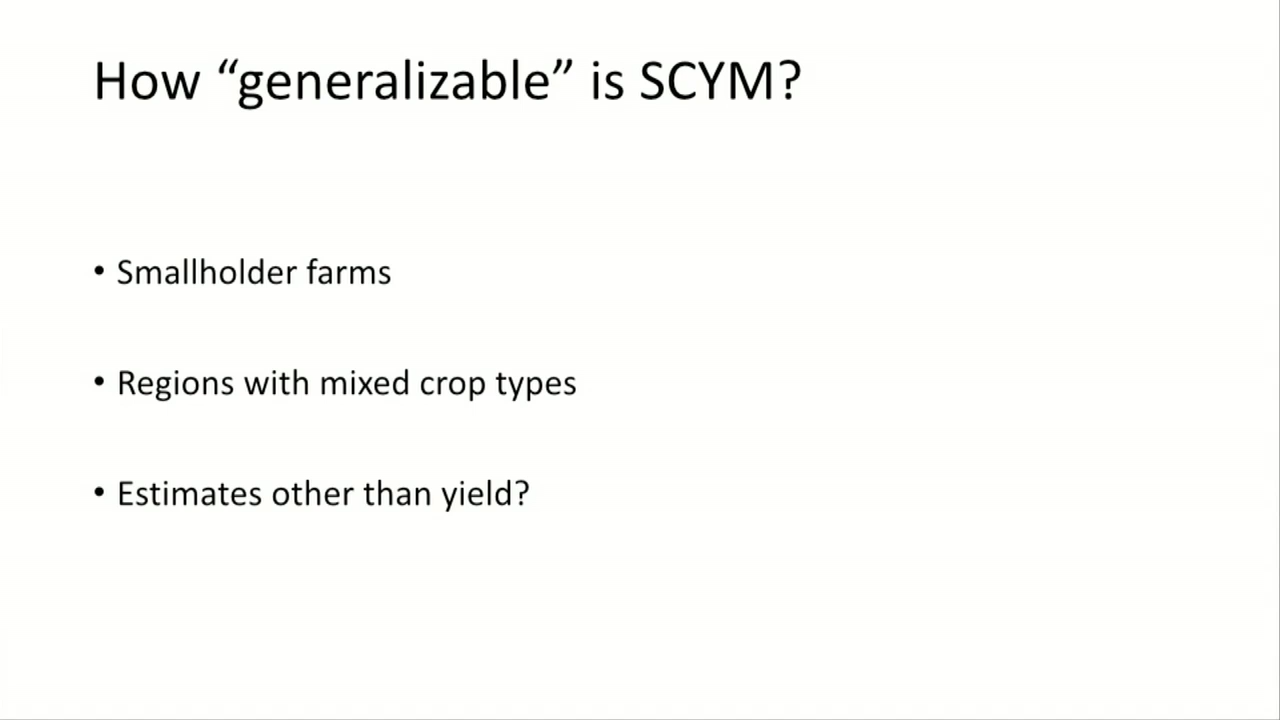 How “generalizable” is SCYM?
• Smallholder farms
• Regions with mixed crop types
• Estimates other than yield?